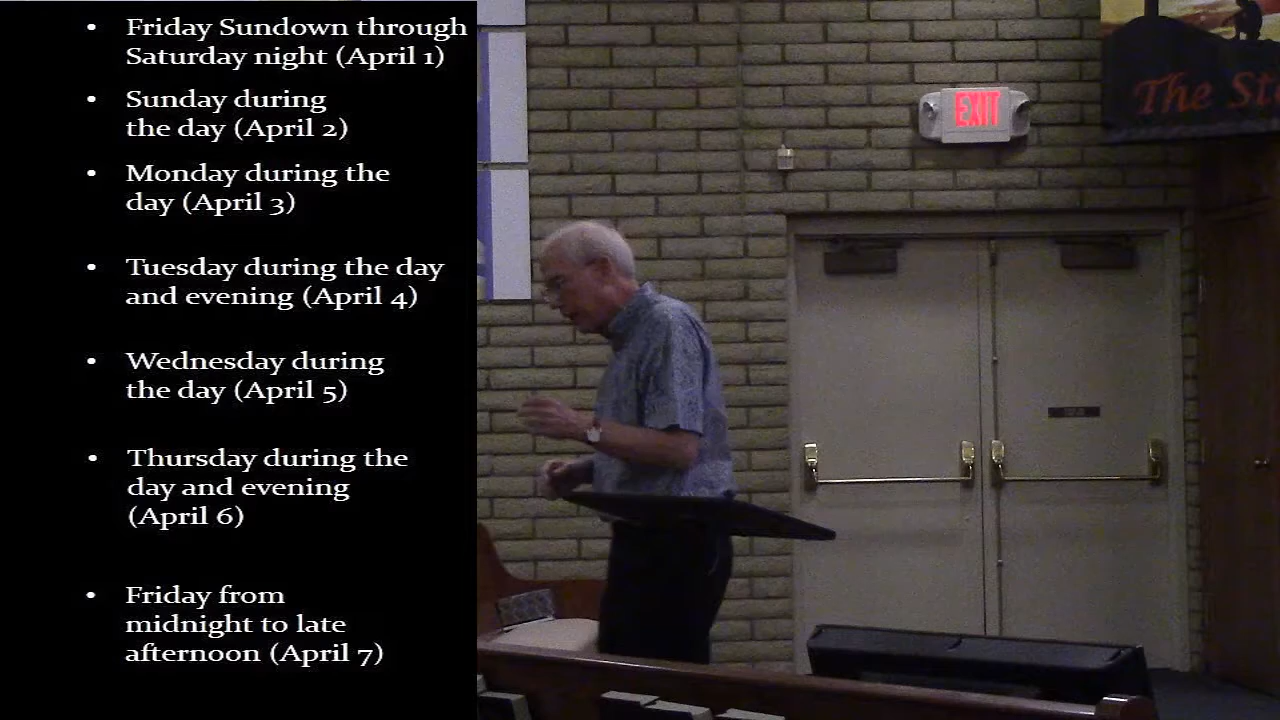 • Friday Sundown through
Saturday night (April 1)
• Sunday during
the day (April 2)
• Monday during the
day (April 3)
• Tuesday during the day
and evening (April 4)
• Wednesday during
the day (April 5)
• Thursday during the
day and evening
(April 6)
• Friday from
midnight to late
afternoon (April 7)
EXIT
The